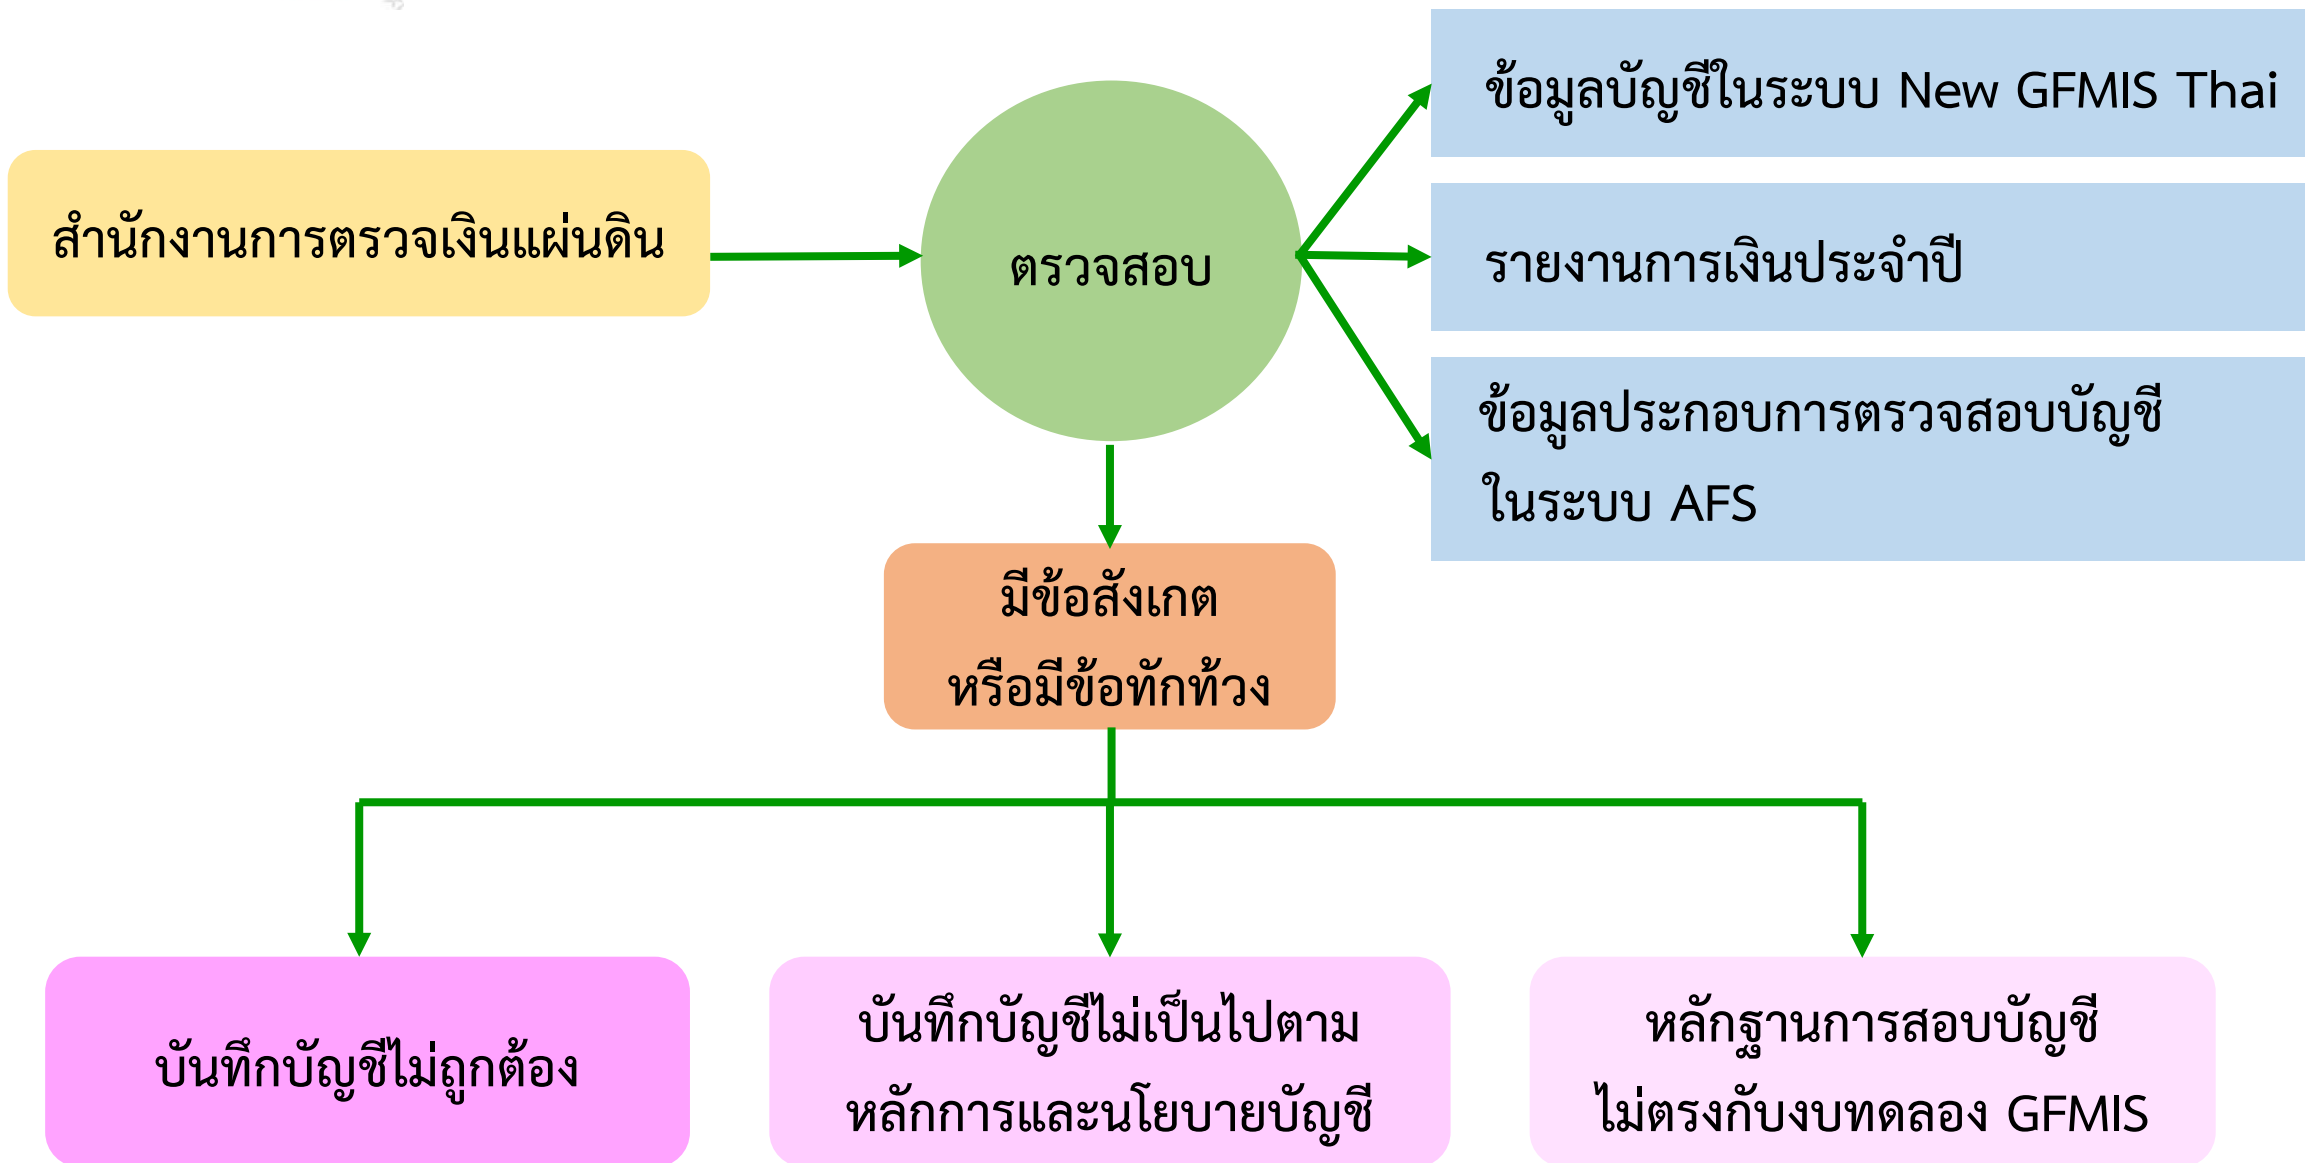 ข้อมูลบัญชีในระบบ New GFMIS Thai
สำนักงานการตรวจเงินแผ่นดิน
ตรวจสอบ
รายงานการเงินประจำปี
ข้อมูลประกอบการตรวจสอบบัญชี
ในระบบ AFS
มีข้อสังเกต
หรือมีข้อทักท้วง
บันทึกบัญชีไม่ถูกต้อง
บันทึกบัญชีไม่เป็นไปตาม
หลักการและนโยบายบัญชี
หลักฐานการสอบบัญชี
ไม่ตรงกับงบทดลอง GFMIS